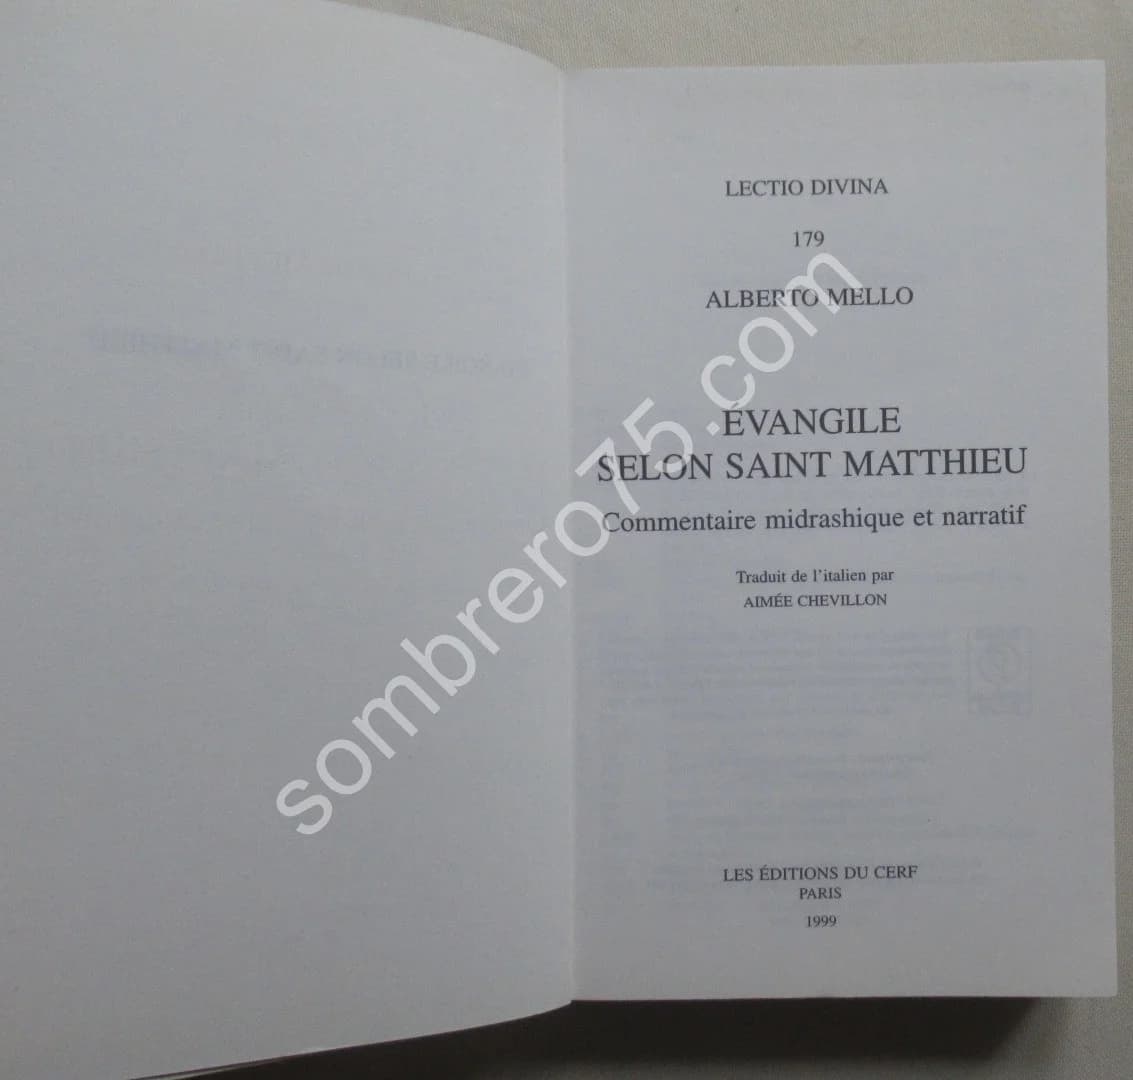 LECTIO DIVINA
179
ALBERTO MELLO
ÉVANGILE
SELON SAINT MATTHIEU
Commentaire midrashique et narratif
Traduit de l'italien par
AIMÉE CHEVILLON
LES ÉDITIONS DU CERF
PARIS
1999
sombrero75.com